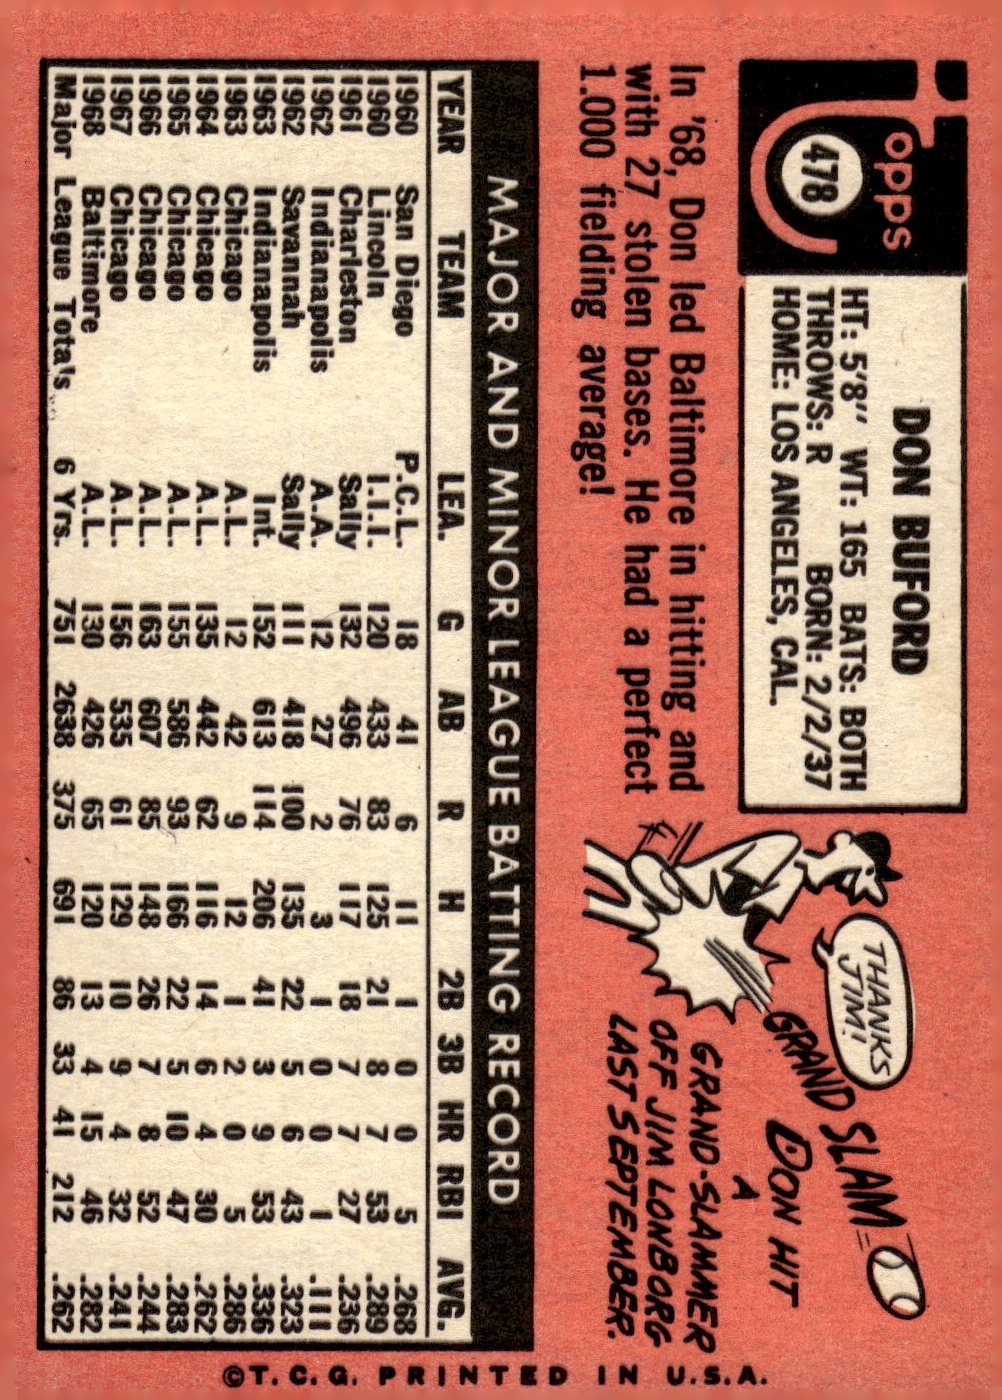 Topps
478
DON BUFORD
HT: 5'8" WT: 165 BATS: BOTH
THROWS: R BORN: 2/2/37
HOME: LOS ANGELES, CAL.
In '68, Don led Baltimore in hitting and
with 27 stolen bases. He had a perfect
1.000 fielding average!
THANKS
JIM!
GRAND SLAM
DON HIT
A
GRAND-SLAMMER
OFF JIM LONBORG
LAST SEPTEMBER.
MAJOR AND MINOR LEAGUE BATTING RECORD
YEAR TEAM LEA. G AB R H 2B 3B HR RBI AVG.
1960 San Diego P.C.L. 18 41 6 11 1 0 0 5 .268
1960 Lincoln I.I.I. 120 433 83 125 21 8 7 53 .289
1961 Charleston Sally 132 496 76 117 18 7 7 27 .236
1962 Indianapolis A.A. 12 27 2 3 1 0 0 1 .111
1962 Savannah Sally 111 418 100 135 22 5 6 43 .323
1963 Indianapolis Int. 152 613 114 206 41 3 9 53 .336
1963 Chicago A.L. 12 42 9 12 1 2 0 5 .286
1964 Chicago A.L. 135 442 62 116 14 6 4 30 .262
1965 Chicago A.L. 155 586 93 166 22 5 10 47 .283
1966 Chicago A.L. 163 607 85 148 26 7 8 52 .244
1967 Chicago A.L. 156 535 61 129 10 9 4 32 .241
1968 Baltimore A.L. 130 426 65 120 13 4 15 46 .282
Major League Totals 6 Yrs. 751 2638 375 691 86 33 41 212 .262
©T.C.G. PRINTED IN U.S.A.